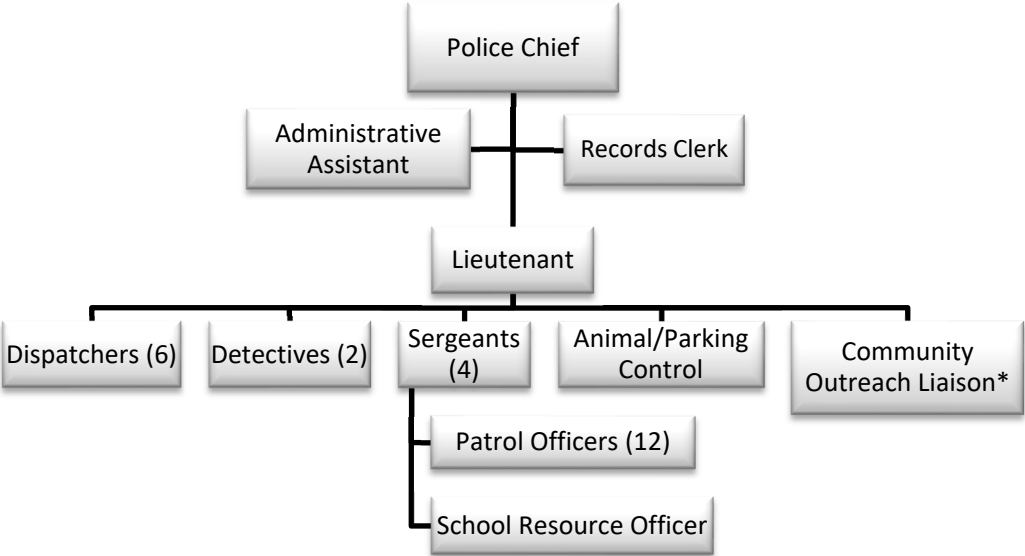 Police Chief
Administrative
Assistant
Records Clerk
Lieutenant
Dispatchers (6)
Detectives (2)
Sergeants
(4)
Animal/Parking
Control
Community
Outreach Liaison*
Patrol Officers (12)
School Resource Officer